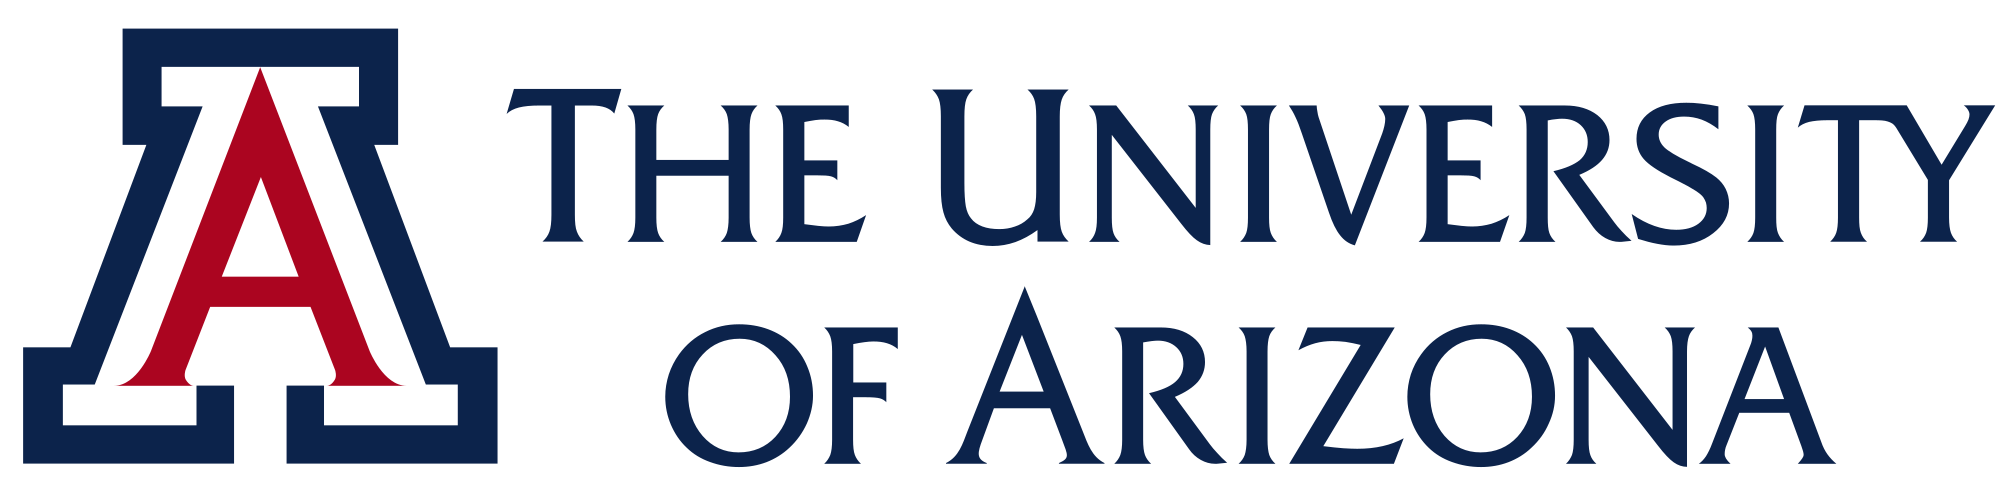 A
THE UNIVERSITY
OF ARIZONA